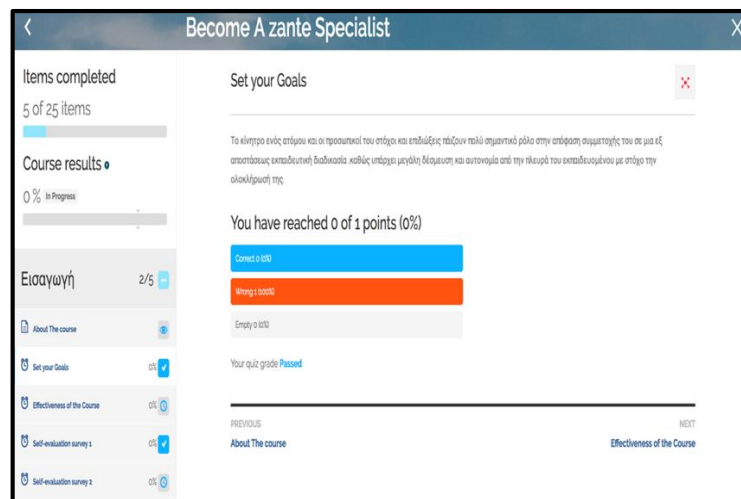 Become A zante Specialist
Items completed
5 of 25 items
Course results
0 % In Progress
Εισαγωγή 2/5
About The course
Set your Goals 0%
Effectiveness of the Course 0%
Self-evaluation survey 1 0%
Self-evaluation survey 2 0%
Set your Goals
Το κίνητρο ενός ατόμου και οι προσωπικοί του στόχοι και επιδιώξεις παίζουν πολύ σημαντικό ρόλο στην απόφαση συμμετοχής του σε μια εξ
αποστάσεως εκπαιδευτική διαδικασία ,καθώς υπάρχει μεγάλη δέσμευση και αυτονομία από την πλευρά του εκπαιδευομένου με στόχο την
ολοκλήρωσή της.
You have reached 0 of 1 points (0%)
Correct 0 (0%)
Wrong 1 (100%)
Empty 0 (0%)
Your quiz grade Passed
PREVIOUS
About The course
NEXT
Effectiveness of the Course